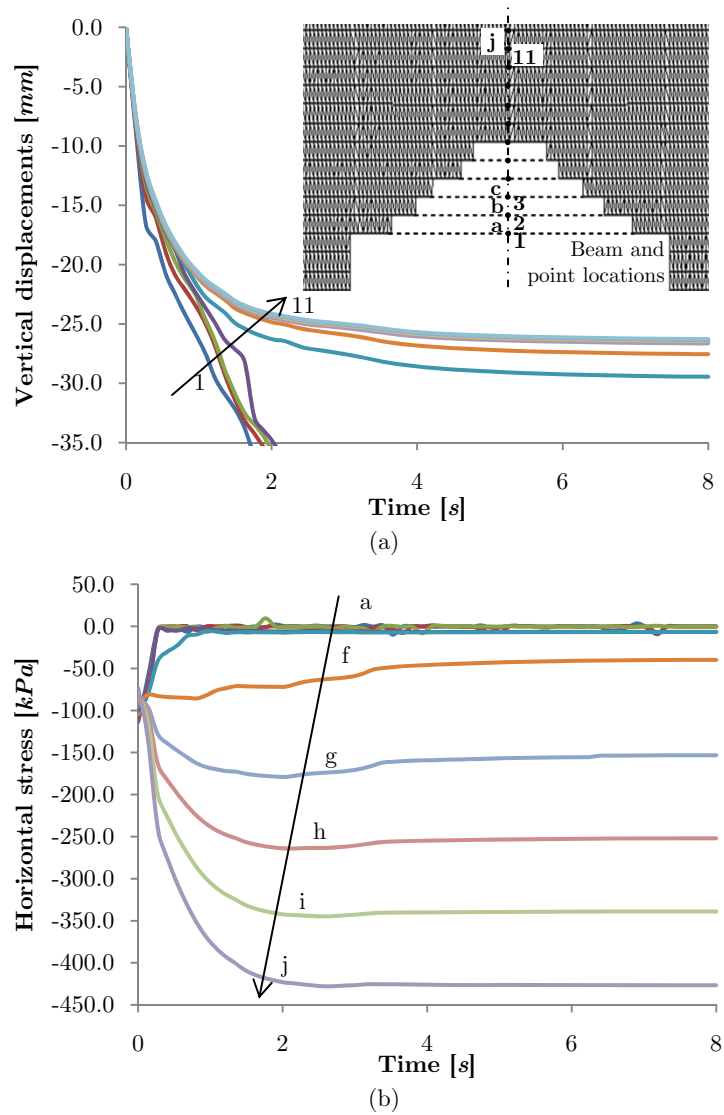 0.0
-5.0
-10.0
-15.0
-20.0
-25.0
-30.0
-35.0
Vertical displacements [mm]
j
11
c
3
b
2
a
1
Beam and
point locations
11
1
0
2
4
6
8
Time [s]
(a)
50.0
0.0
-50.0
-100.0
-150.0
-200.0
-250.0
-300.0
-350.0
-400.0
-450.0
Horizontal stress [kPa]
a
f
g
h
i
j
0
2
4
6
8
Time [s]
(b)